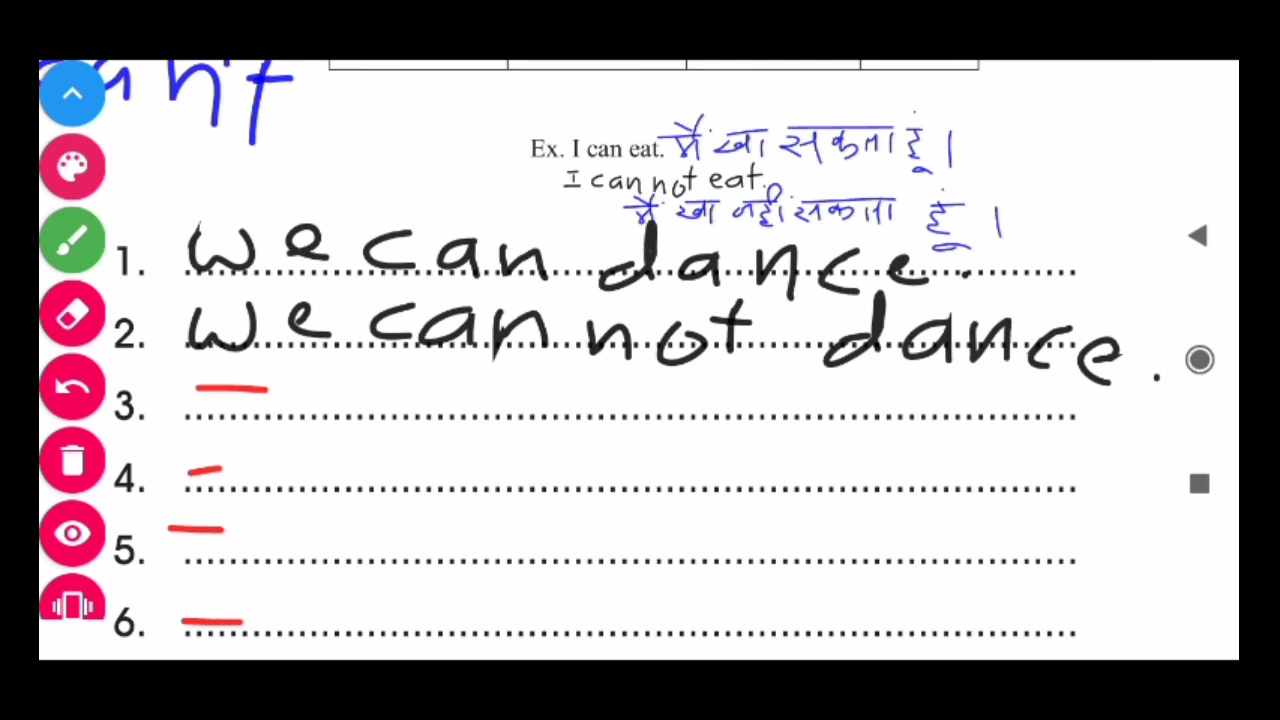 an't
Ex. I can eat. मैं खा सकता हूं।
I can not eat.
मैं खा नहीं सकता हूं।
1. we can dance.
2. we can not dance.
3.
4.
5.
6.